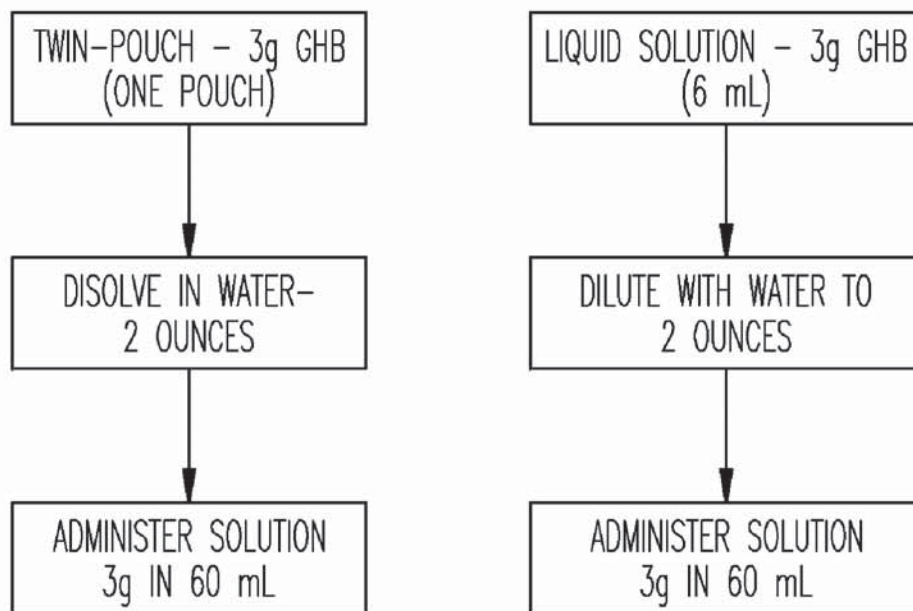 TWIN-POUCH - 3g GHB
(ONE POUCH)
DISOLVE IN WATER-
2 OUNCES
ADMINISTER SOLUTION
3g IN 60 mL
LIQUID SOLUTION - 3g GHB
(6 mL)
DILUTE WITH WATER TO
2 OUNCES
ADMINISTER SOLUTION
3g IN 60 mL